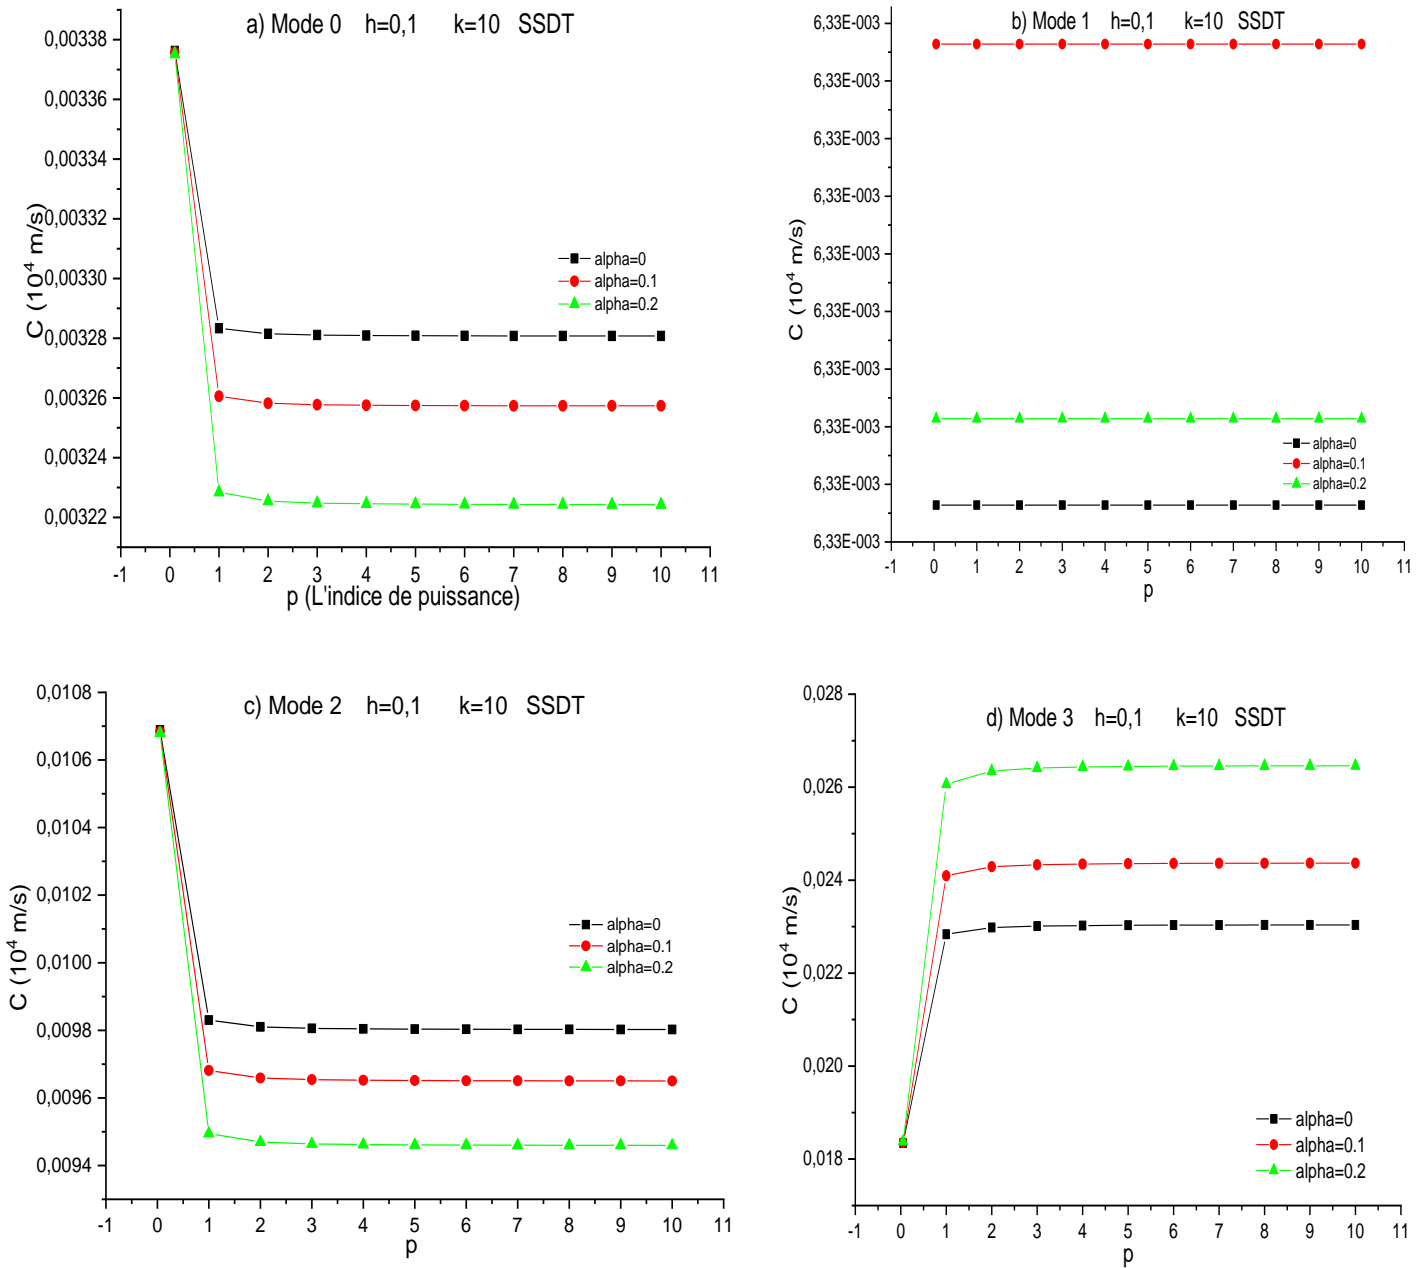 a) Mode 0 h=0,1 k=10 SSDT
0,00338
0,00336
0,00334
0,00332
0,00330
0,00328
0,00326
0,00324
0,00322
C (10⁴ m/s)
alpha=0
alpha=0.1
alpha=0.2
-1 0 1 2 3 4 5 6 7 8 9 10 11
p (L'indice de puissance)
b) Mode 1 h=0,1 k=10 SSDT
6,33E-003
6,33E-003
6,33E-003
6,33E-003
6,33E-003
6,33E-003
6,33E-003
6,33E-003
6,33E-003
6,33E-003
C (10⁴ m/s)
alpha=0
alpha=0.1
alpha=0.2
-1 0 1 2 3 4 5 6 7 8 9 10 11
p
c) Mode 2 h=0,1 k=10 SSDT
0,0108
0,0106
0,0104
0,0102
0,0100
0,0098
0,0096
0,0094
C (10⁴ m/s)
alpha=0
alpha=0.1
alpha=0.2
-1 0 1 2 3 4 5 6 7 8 9 10 11
p
d) Mode 3 h=0,1 k=10 SSDT
0,028
0,026
0,024
0,022
0,020
0,018
C (10⁴ m/s)
alpha=0
alpha=0.1
alpha=0.2
-1 0 1 2 3 4 5 6 7 8 9 10 11
p